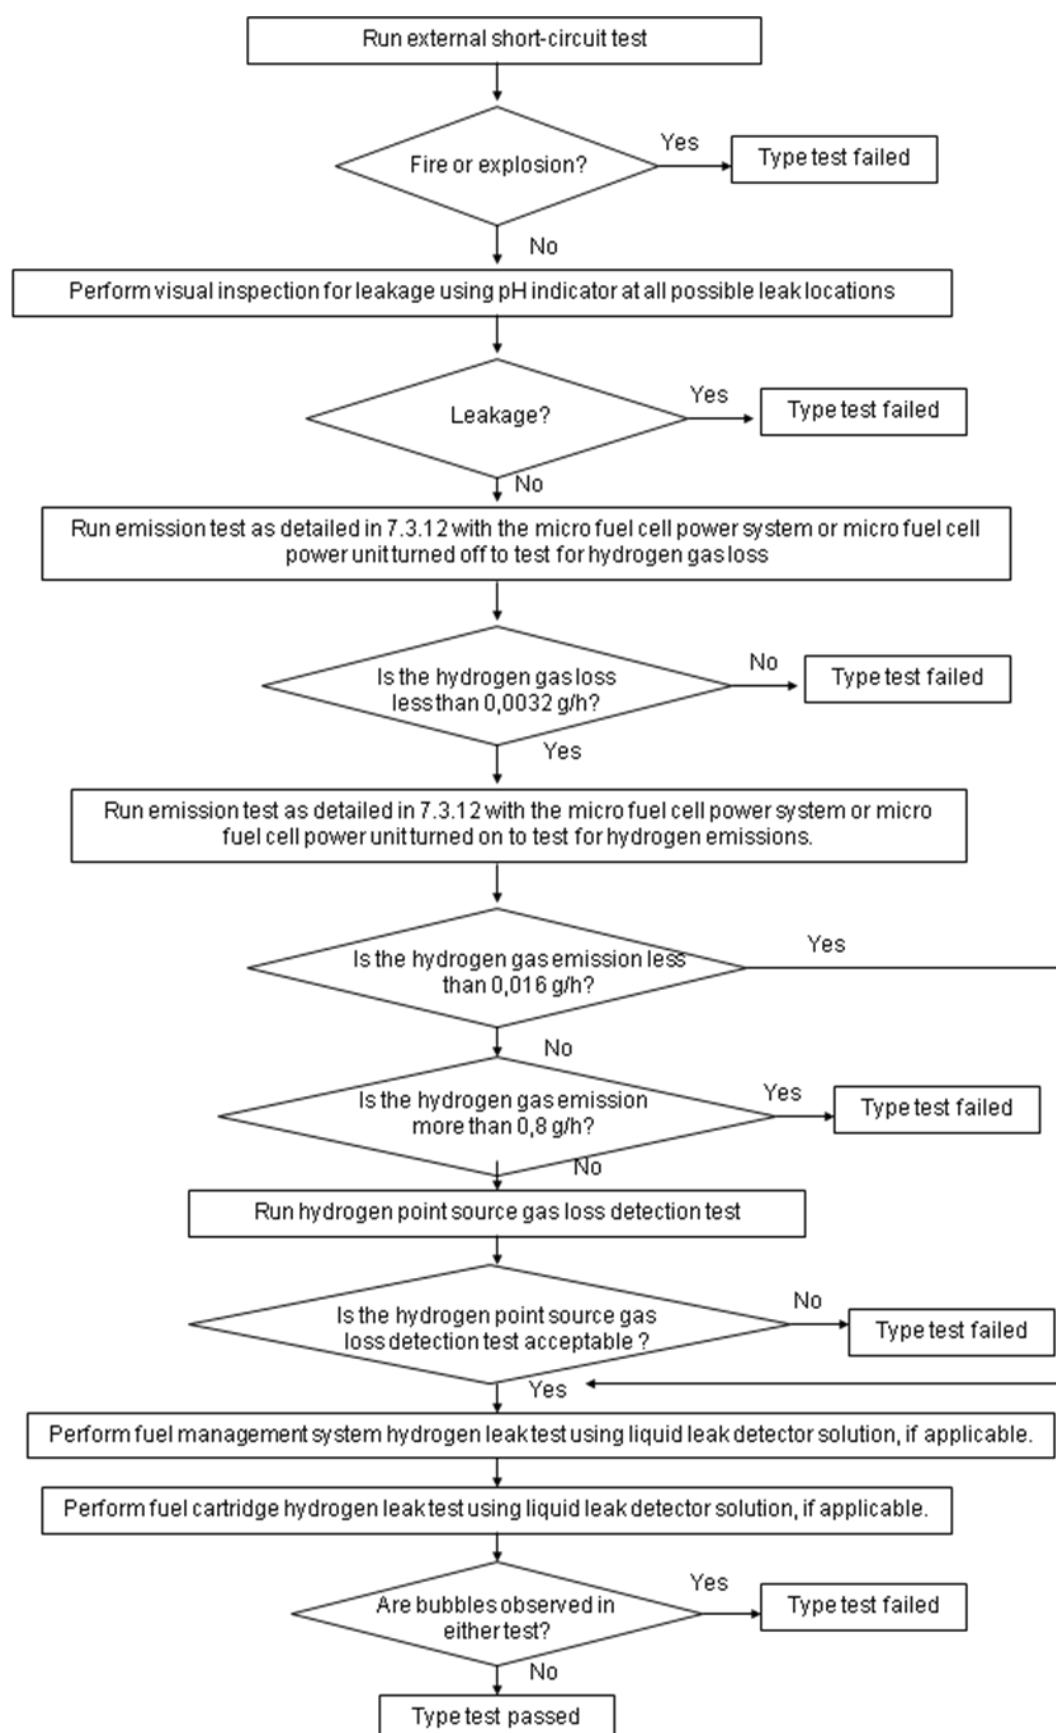 Run external short-circuit test
Yes
Fire or explosion?
Type test failed
No
Perform visual inspection for leakage using pH indicator at all possible leak locations
Yes
Leakage?
Type test failed
No
Run emission test as detailed in 7.3.12 with the micro fuel cell power system or micro fuel cell
power unit turned off to test for hydrogen gas loss
No
Is the hydrogen gas loss
less than 0,0032 g/h?
Type test failed
Yes
Run emission test as detailed in 7.3.12 with the micro fuel cell power system or micro
fuel cell power unit turned on to test for hydrogen emissions.
Yes
Is the hydrogen gas emission less
than 0,016 g/h?
No
Yes
Is the hydrogen gas emission
more than 0,8 g/h?
Type test failed
No
Run hydrogen point source gas loss detection test
No
Is the hydrogen point source gas
loss detection test acceptable ?
Type test failed
Yes
Perform fuel management system hydrogen leak test using liquid leak detector solution, if applicable.
Perform fuel cartridge hydrogen leak test using liquid leak detector solution, if applicable.
Yes
Are bubbles observed in
either test?
Type test failed
No
Type test passed